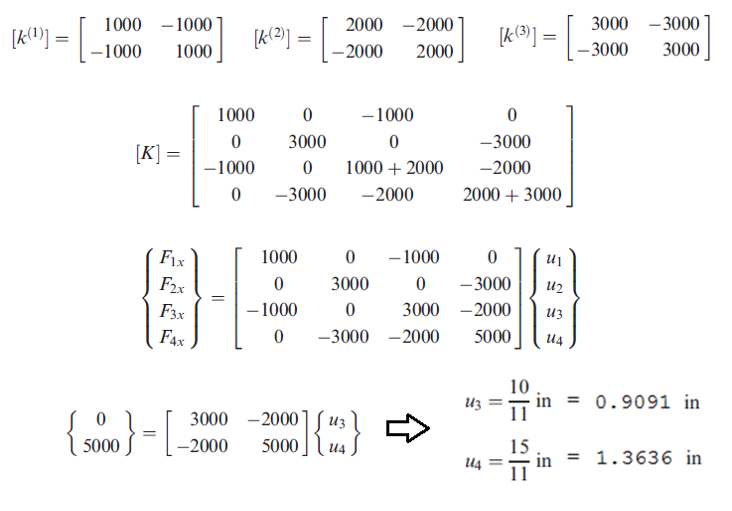 [k⁽¹⁾] = [ 1000 −1000 ] [k⁽²⁾] = [ 2000 −2000 ] [k⁽³⁾] = [ 3000 −3000 ]
[ −1000 1000 ] [ −2000 2000 ] [ −3000 3000 ]
[ 1000 0 −1000 0 ]
[ 0 3000 0 −3000 ]
[K] =
[ −1000 0 1000 + 2000 −2000 ]
[ 0 −3000 −2000 2000 + 3000 ]
{ F₁ₓ } [ 1000 0 −1000 0 ] { u₁ }
{ F₂ₓ } [ 0 3000 0 −3000 ] { u₂ }
=
{ F₃ₓ } [ −1000 0 3000 −2000 ] { u₃ }
{ F₄ₓ } [ 0 −3000 −2000 5000 ] { u₄ }
{ 0 } = [ 3000 −2000 ] { u₃ }
{ 5000 } [ −2000 5000 ] { u₄ }
⇨
u₃ = 10/11 in = 0.9091 in
u₄ = 15/11 in = 1.3636 in